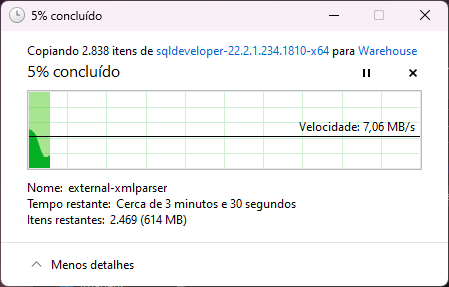 5% concluído
Copiando 2.838 itens de sqldeveloper-22.2.1.234.1810-x64 para Warehouse
5% concluído
Velocidade: 7,06 MB/s
Nome: external-xmlparser
Tempo restante: Cerca de 3 minutos e 30 segundos
Itens restantes: 2.469 (614 MB)
Menos detalhes